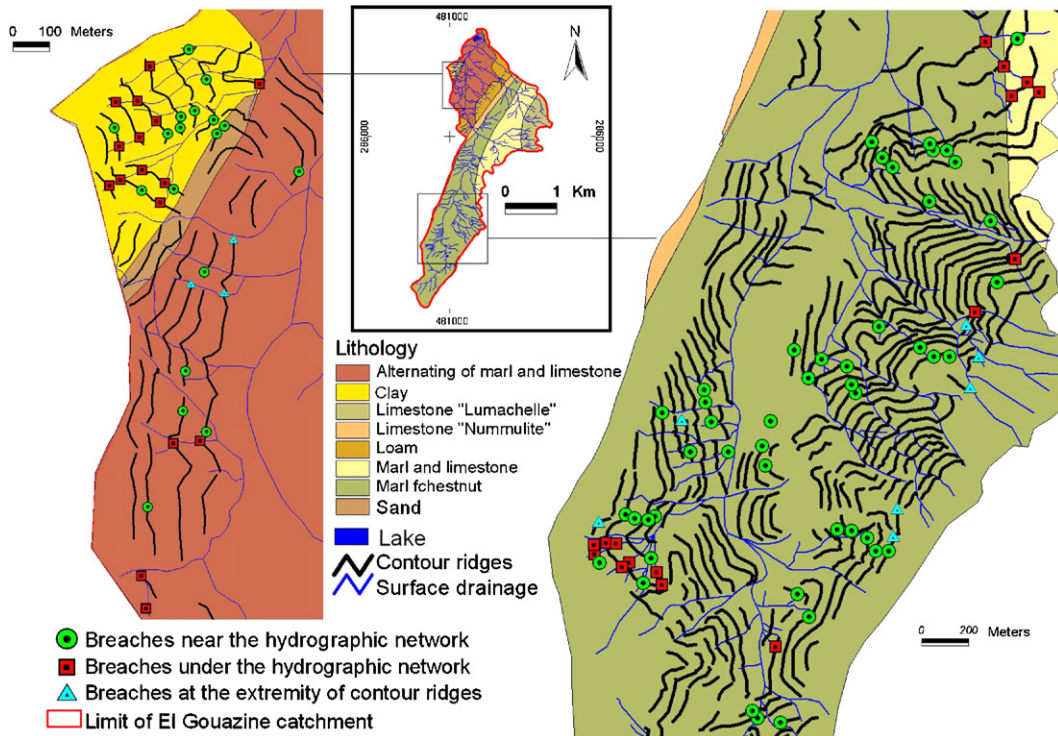 0 100 Meters
481000
N
286000
286000
0 1 Km
481000
Lithology
Alternating of marl and limestone
Clay
Limestone "Lumachelle"
Limestone "Nummulite"
Loam
Marl and limestone
Marl fchestnut
Sand
Lake
Contour ridges
Surface drainage
Breaches near the hydrographic network
Breaches under the hydrographic network
Breaches at the extremity of contour ridges
Limit of El Gouazine catchment
0 200 Meters